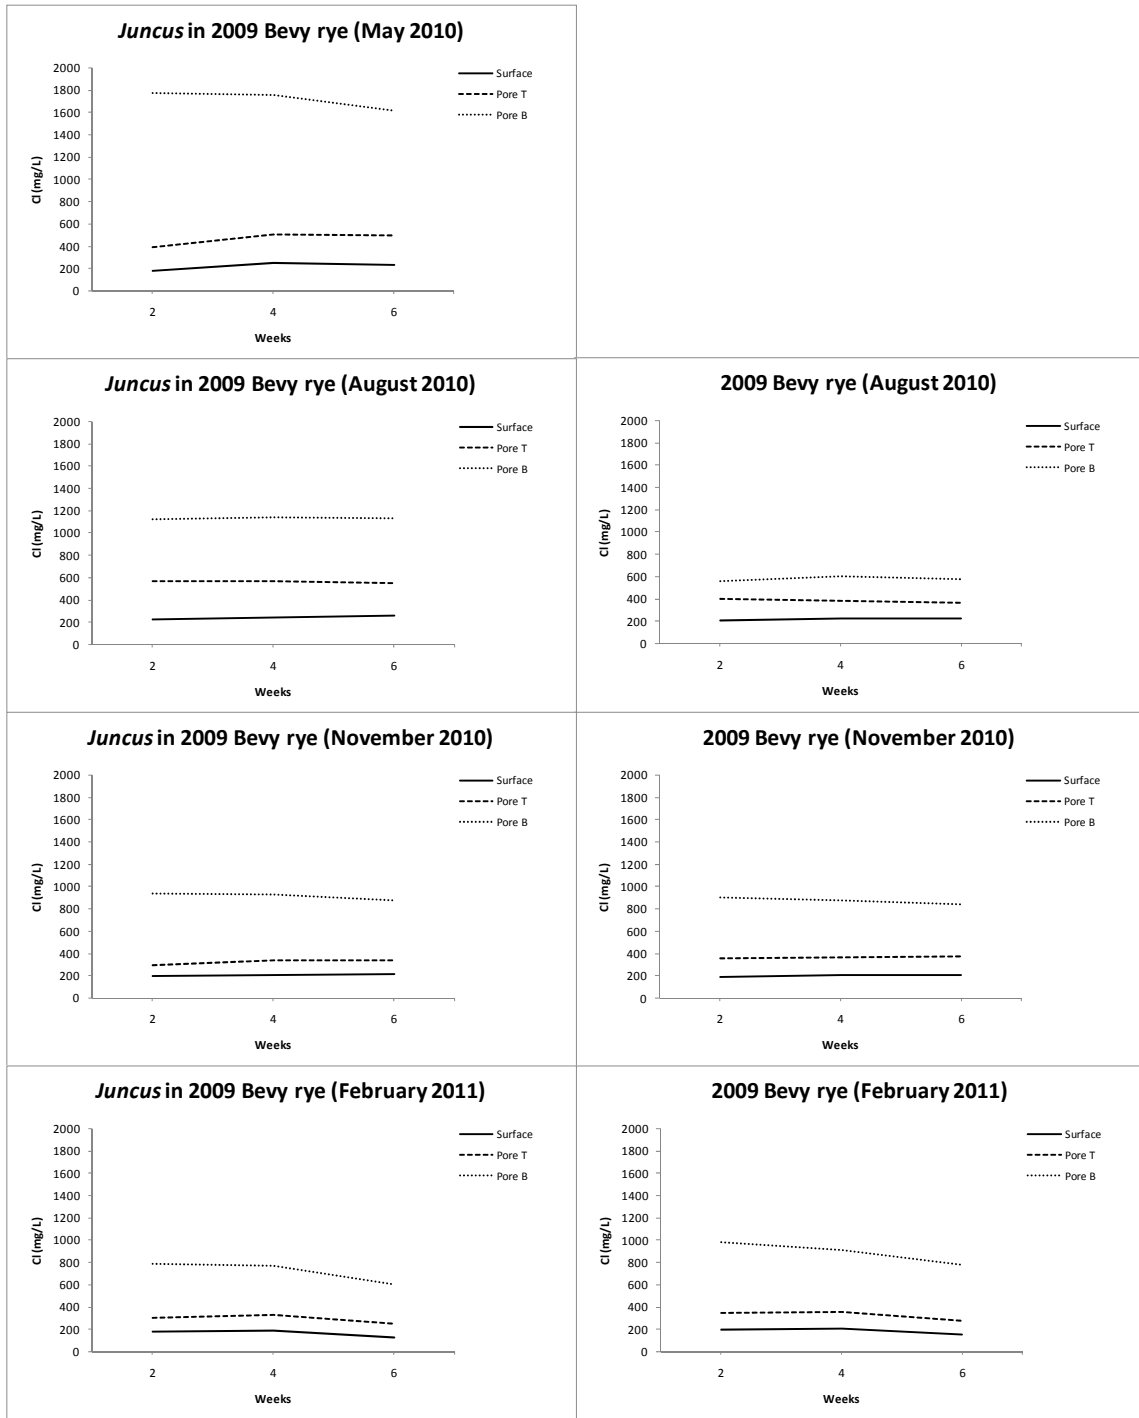 Juncus in 2009 Bevy rye (May 2010)
2000
1800
1600
1400
1200
1000
800
600
400
200
0
Cl (mg/L)
2 4 6
Weeks
Surface
Pore T
Pore B
Juncus in 2009 Bevy rye (August 2010)
2000
1800
1600
1400
1200
1000
800
600
400
200
0
Cl (mg/L)
2 4 6
Weeks
Surface
Pore T
Pore B
2009 Bevy rye (August 2010)
2000
1800
1600
1400
1200
1000
800
600
400
200
0
Cl (mg/L)
2 4 6
Weeks
Surface
Pore T
Pore B
Juncus in 2009 Bevy rye (November 2010)
2000
1800
1600
1400
1200
1000
800
600
400
200
0
Cl (mg/L)
2 4 6
Weeks
Surface
Pore T
Pore B
2009 Bevy rye (November 2010)
2000
1800
1600
1400
1200
1000
800
600
400
200
0
Cl (mg/L)
2 4 6
Weeks
Surface
Pore T
Pore B
Juncus in 2009 Bevy rye (February 2011)
2000
1800
1600
1400
1200
1000
800
600
400
200
0
Cl (mg/L)
2 4 6
Weeks
Surface
Pore T
Pore B
2009 Bevy rye (February 2011)
2000
1800
1600
1400
1200
1000
800
600
400
200
0
Cl (mg/L)
2 4 6
Weeks
Surface
Pore T
Pore B